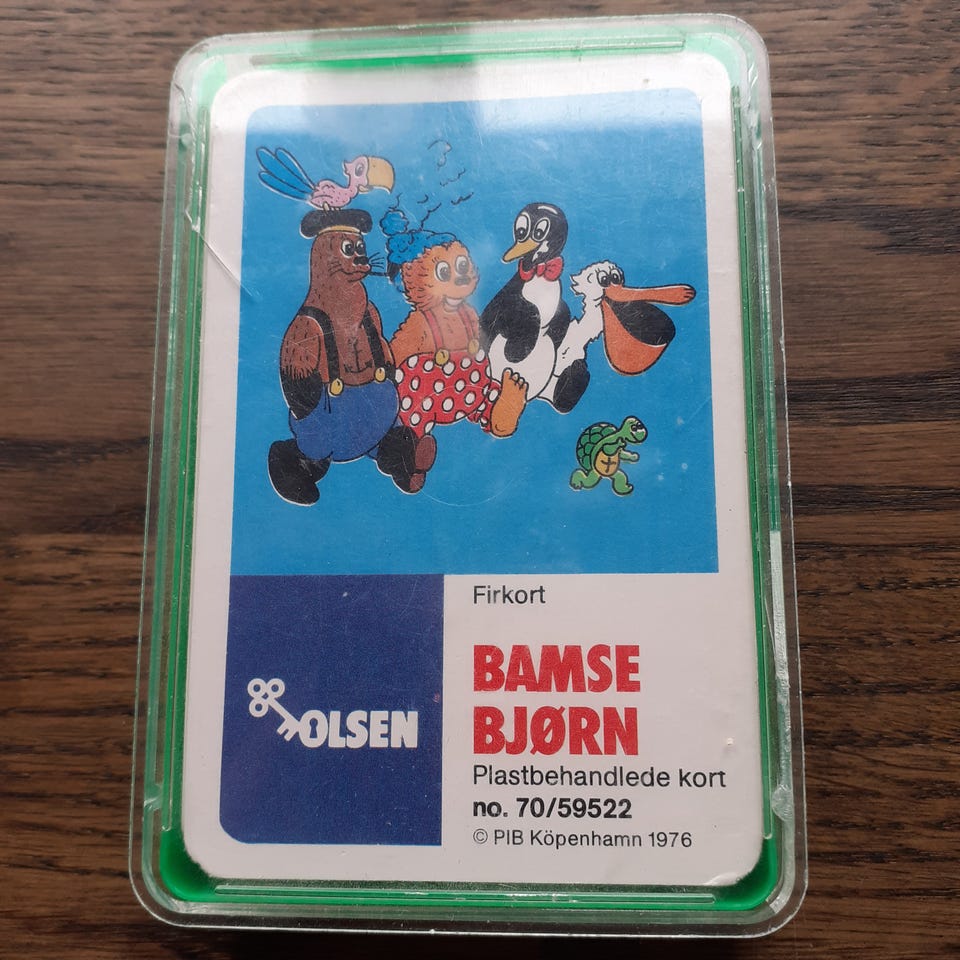 Firkort
OLSEN
BAMSE
BJØRN
Plastbehandlede kort
no. 70/59522
© PIB Köpenhamn 1976